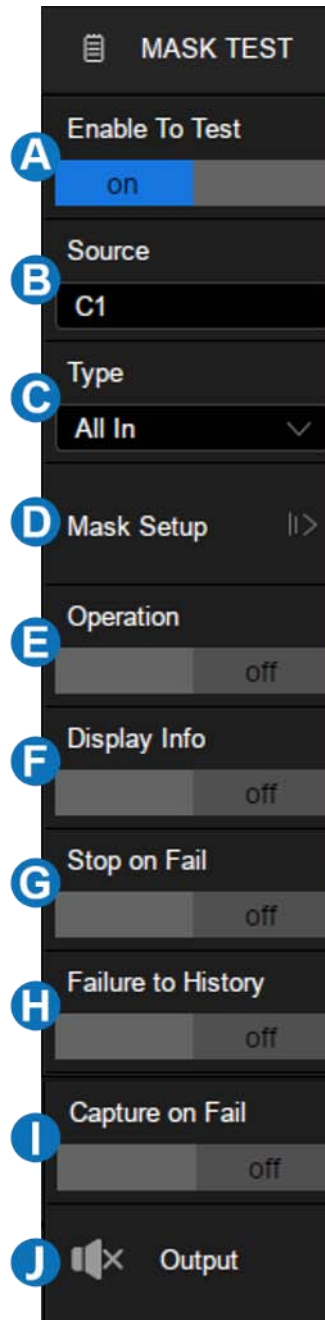 MASK TEST
Enable To Test
A
on
Source
B
C1
Type
C
All In
D Mask Setup
Operation
E
off
Display Info
F
off
Stop on Fail
G
off
Failure to History
H
off
Capture on Fail
I
off
J Output